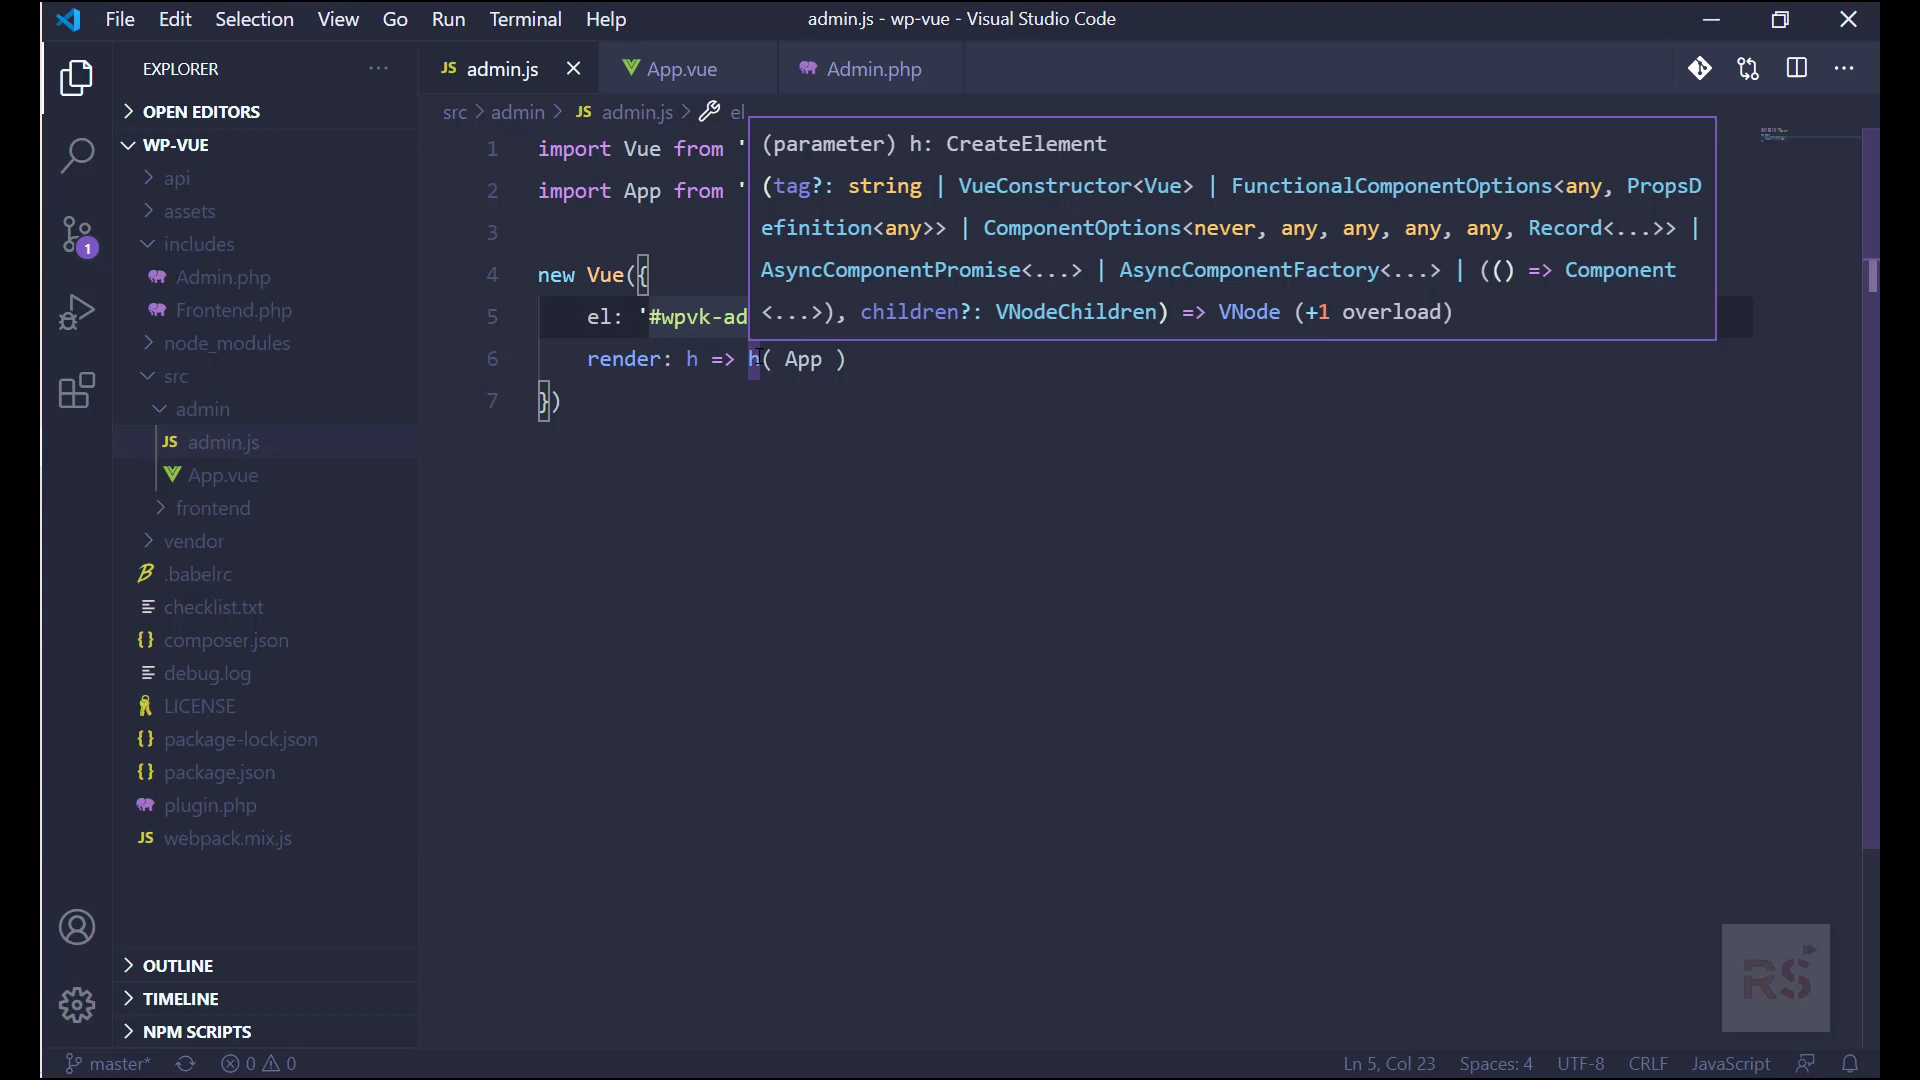 File Edit Selection View Go Run Terminal Help
admin.js - wp-vue - Visual Studio Code
EXPLORER
JS admin.js
App.vue
Admin.php
OPEN EDITORS
src > admin > JS admin.js > el
WP-VUE
api
assets
includes
Admin.php
Frontend.php
node_modules
src
admin
JS admin.js
App.vue
frontend
vendor
.babelrc
checklist.txt
{} composer.json
debug.log
LICENSE
{} package-lock.json
{} package.json
plugin.php
JS webpack.mix.js
OUTLINE
TIMELINE
NPM SCRIPTS
1 import Vue from '
2 import App from '
3
4 new Vue({
5 el: '#wpvk-ad
6 render: h => h( App )
7 })
(parameter) h: CreateElement
(tag?: string | VueConstructor<Vue> | FunctionalComponentOptions<any, PropsD
efinition<any>> | ComponentOptions<never, any, any, any, any, Record<...>> |
AsyncComponentPromise<...> | AsyncComponentFactory<...> | (() => Component
<...>), children?: VNodeChildren) => VNode (+1 overload)
1
RS
master* 0 0
Ln 5, Col 23 Spaces: 4 UTF-8 CRLF JavaScript